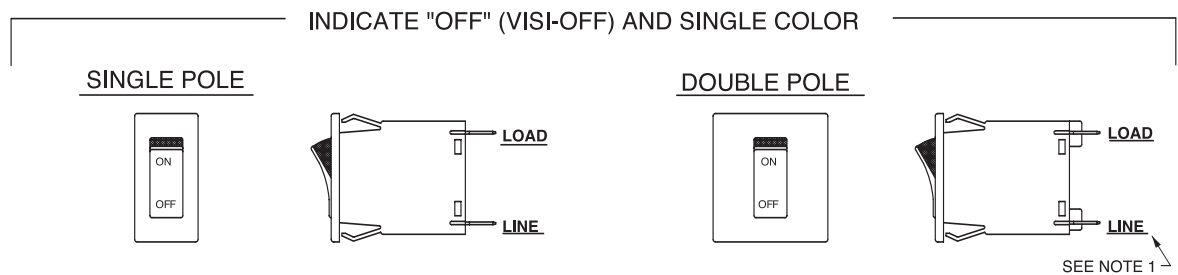 INDICATE "OFF" (VISI-OFF) AND SINGLE COLOR
SINGLE POLE
DOUBLE POLE
ON
OFF
LOAD
LINE
ON
OFF
LOAD
LINE
SEE NOTE 1